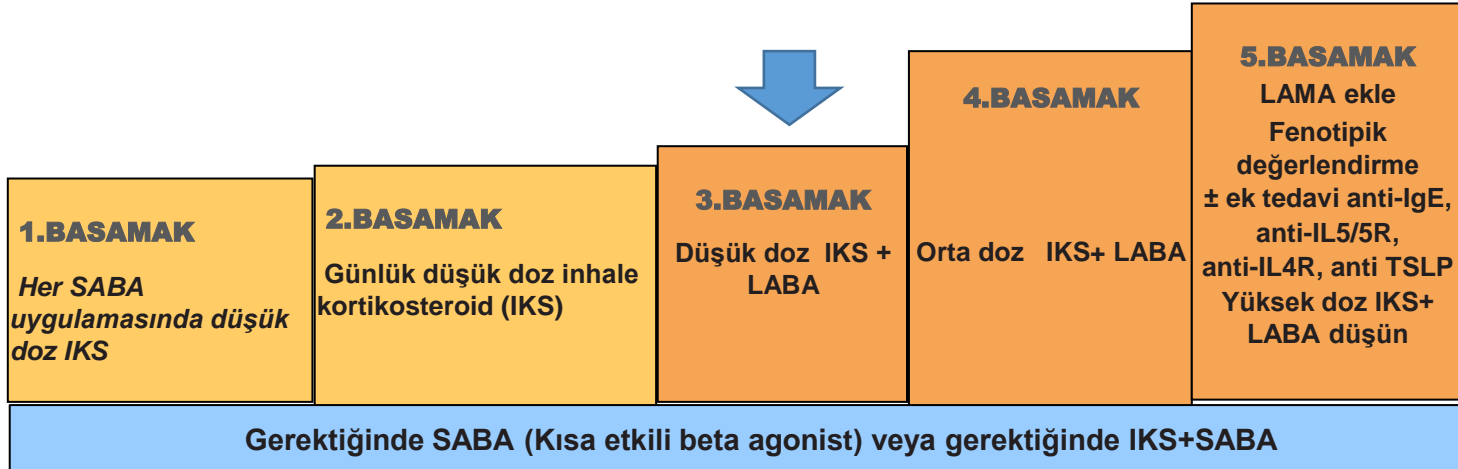 1.BASAMAK
Her SABA
uygulamasında düşük
doz IKS
2.BASAMAK
Günlük düşük doz inhale
kortikosteroid (IKS)
3.BASAMAK
Düşük doz IKS +
LABA
4.BASAMAK
Orta doz IKS+ LABA
5.BASAMAK
LAMA ekle
Fenotipik
değerlendirme
± ek tedavi anti-IgE,
anti-IL5/5R,
anti-IL4R, anti TSLP
Yüksek doz IKS+
LABA düşün
Gerektiğinde SABA (Kısa etkili beta agonist) veya gerektiğinde IKS+SABA